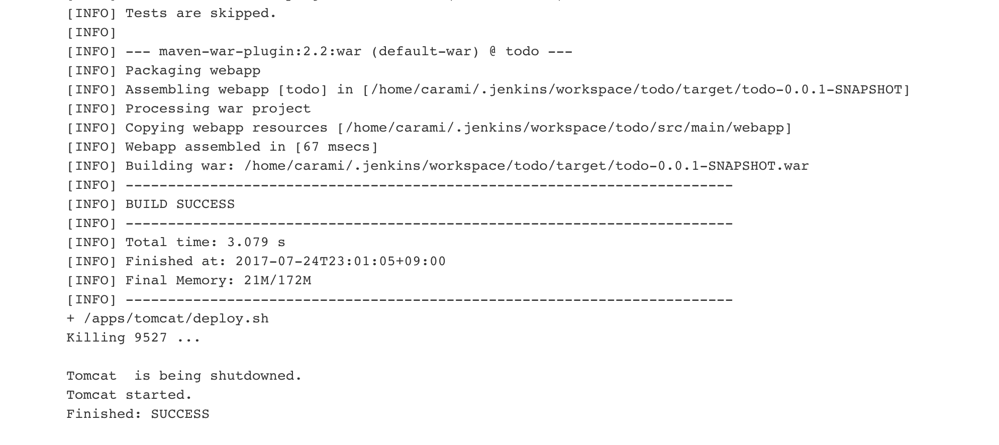 [INFO] Tests are skipped.
[INFO]
[INFO] --- maven-war-plugin:2.2:war (default-war) @ todo ---
[INFO] Packaging webapp
[INFO] Assembling webapp [todo] in [/home/carami/.jenkins/workspace/todo/target/todo-0.0.1-SNAPSHOT]
[INFO] Processing war project
[INFO] Copying webapp resources [/home/carami/.jenkins/workspace/todo/src/main/webapp]
[INFO] Webapp assembled in [67 msecs]
[INFO] Building war: /home/carami/.jenkins/workspace/todo/target/todo-0.0.1-SNAPSHOT.war
[INFO] ------------------------------------------------------------------------
[INFO] BUILD SUCCESS
[INFO] ------------------------------------------------------------------------
[INFO] Total time: 3.079 s
[INFO] Finished at: 2017-07-24T23:01:05+09:00
[INFO] Final Memory: 21M/172M
[INFO] ------------------------------------------------------------------------
+ /apps/tomcat/deploy.sh
Killing 9527 ...
Tomcat  is being shutdowned.
Tomcat started.
Finished: SUCCESS